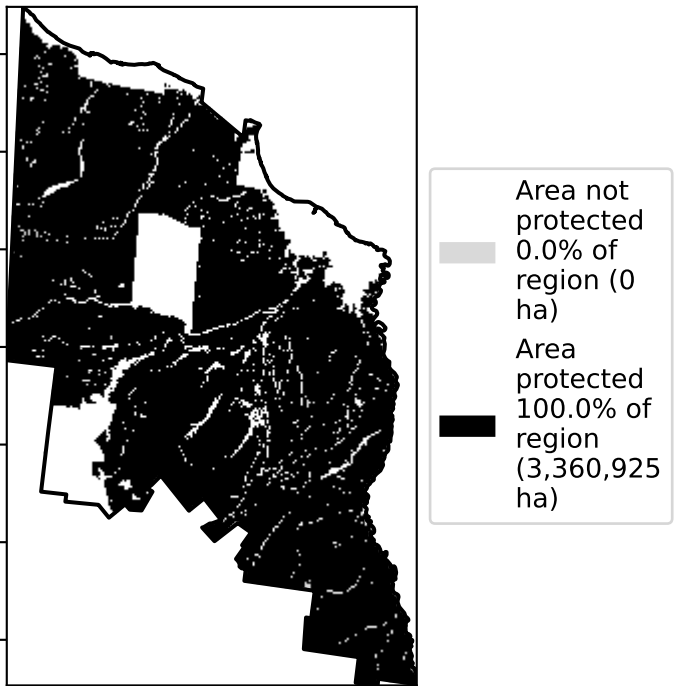 Area not
protected
0.0% of
region (0
ha)
Area
protected
100.0% of
region
(3,360,925
ha)